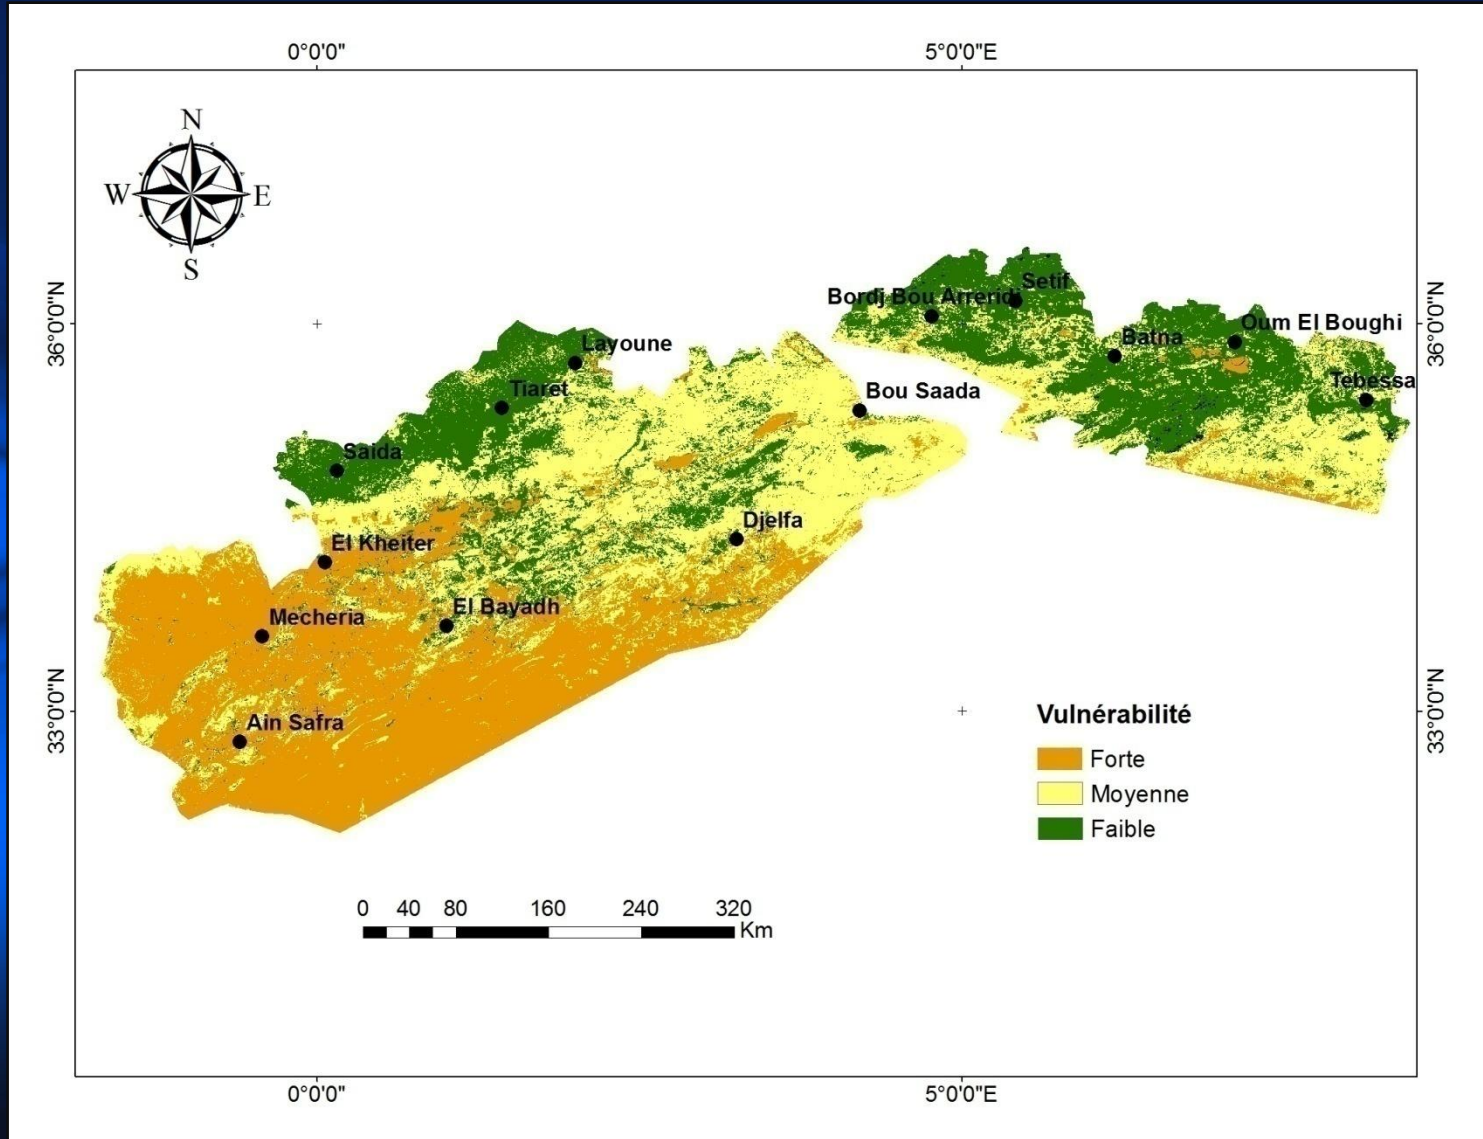 0°0'0" 5°0'0"E
N
W E
S
36°0'0"N
36°0'0"N
Setif
Bordj Bou Arreridj
Oum El Boughi
Batna
Layoune
Tebessa
Tiaret
Bou Saada
Saida
Djelfa
El Kheiter
El Bayadh
Mecheria
33°0'0"N
33°0'0"N
Ain Safra
Vulnérabilité
Forte
Moyenne
Faible
0 40 80 160 240 320
Km
0°0'0" 5°0'0"E